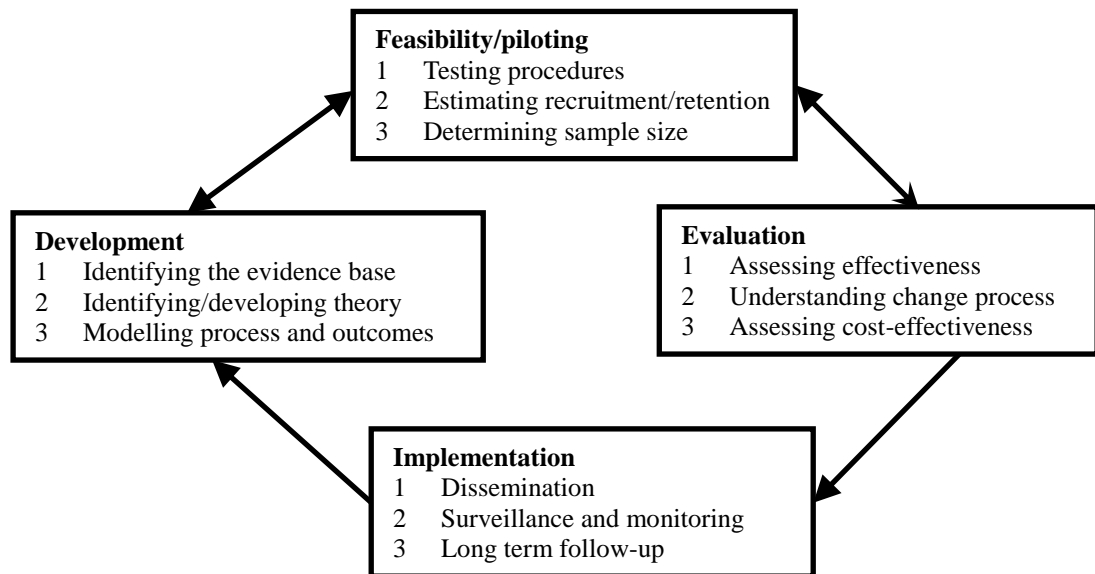 Feasibility/piloting
1 Testing procedures
2 Estimating recruitment/retention
3 Determining sample size
Development
1 Identifying the evidence base
2 Identifying/developing theory
3 Modelling process and outcomes
Evaluation
1 Assessing effectiveness
2 Understanding change process
3 Assessing cost-effectiveness
Implementation
1 Dissemination
2 Surveillance and monitoring
3 Long term follow-up